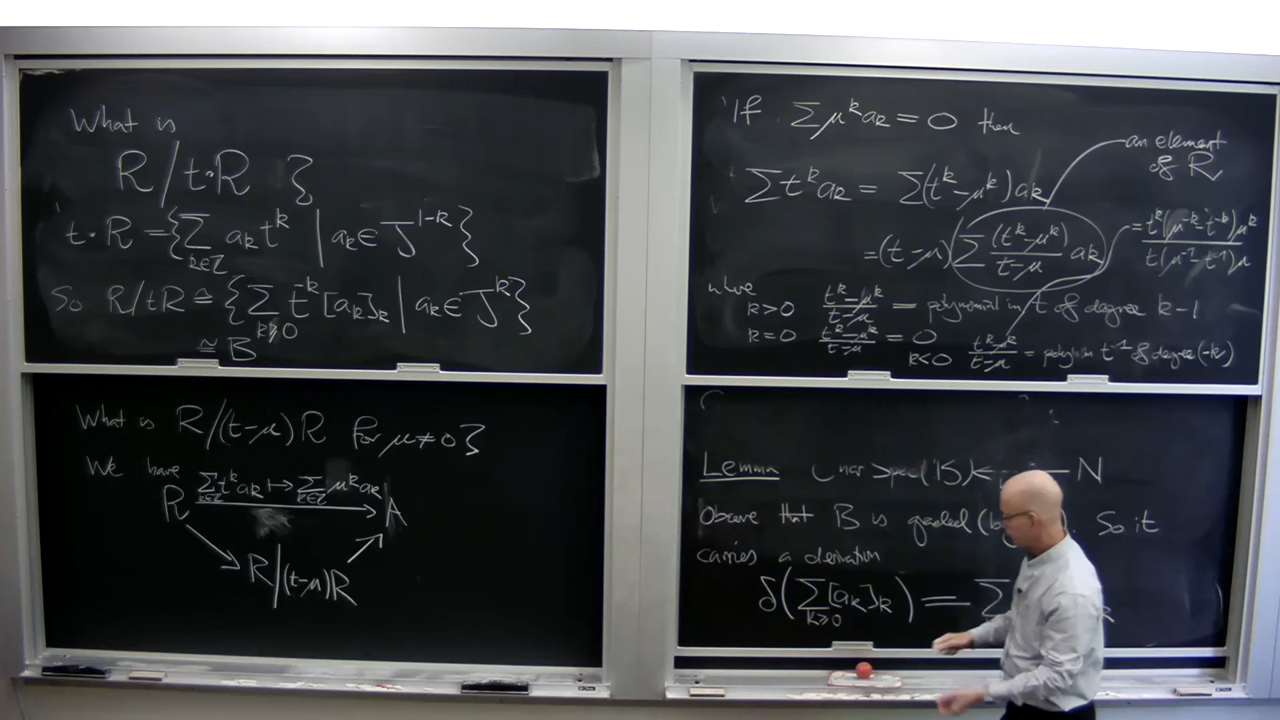 What is
R/t·R ?
t·R = {∑_{k∈ℤ} a_k t^k | a_k ∈ J^{1-k}}
So R/tR ≅ {∑_{k≥0} t^{-k} [a_k]_k | a_k ∈ J^k}
≅ B
What is R/(t-μ)R for μ≠0?
We have
R ∑_{k∈ℤ} t^k a_k ↦ ∑_{k∈ℤ} μ^k a_k A
R/(t-μ)R
If ∑ μ^k a_k = 0 then
an element
of R
∑ t^k a_k = ∑ (t^k - μ^k) a_k
= (t-μ) (∑ (t^k - μ^k)/(t-μ) a_k)
= t^k(μ^{-k} - t^{-k})μ^k / t(μ^{-1} - t^{-1})μ
where
k>0 (t^k - μ^k)/(t-μ) = polynomial in t of degree k-1
k=0 (t^k - μ^k)/(t-μ) = 0
k<0 (t^k - μ^k)/(t-μ) = polynom t^{-1} of degree (-k)
Lemma (B) ← N
Observe that B is graded ( ). So it
carries a derivation
δ(∑_{k≥0} [a_k]_k) = ∑